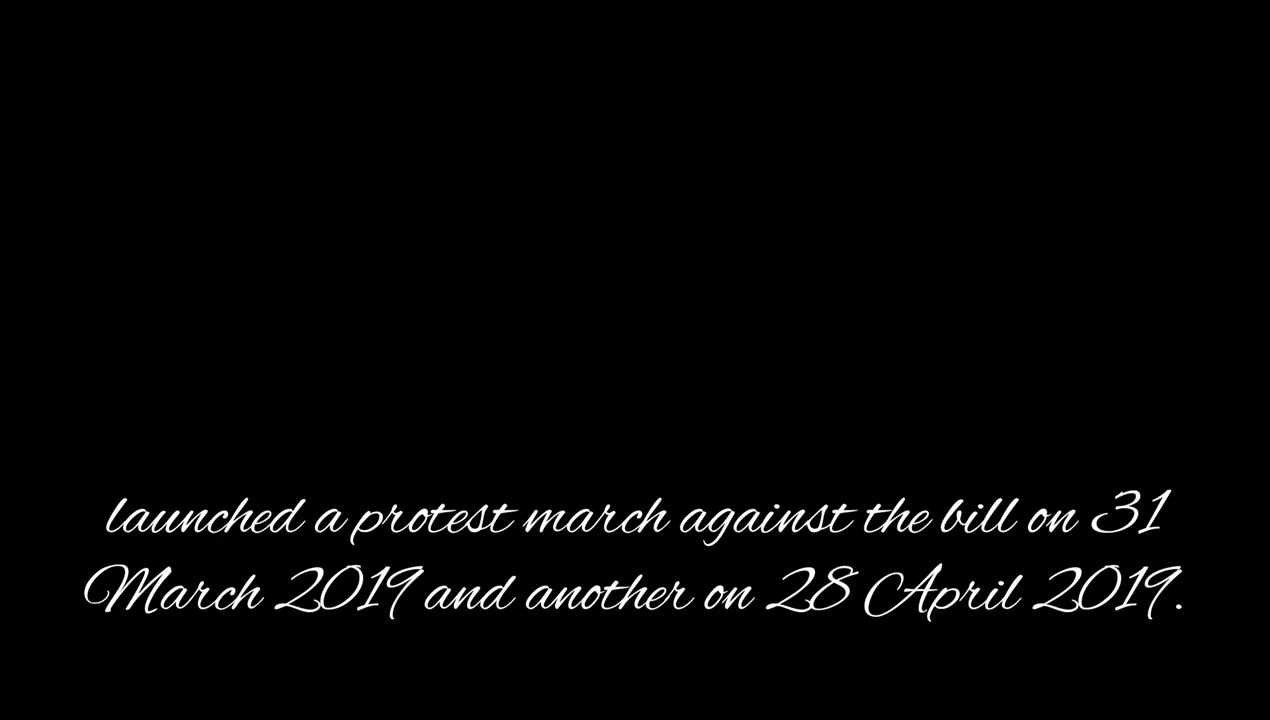 launched a protest march against the bill on 31
March 2019 and another on 28 April 2019.